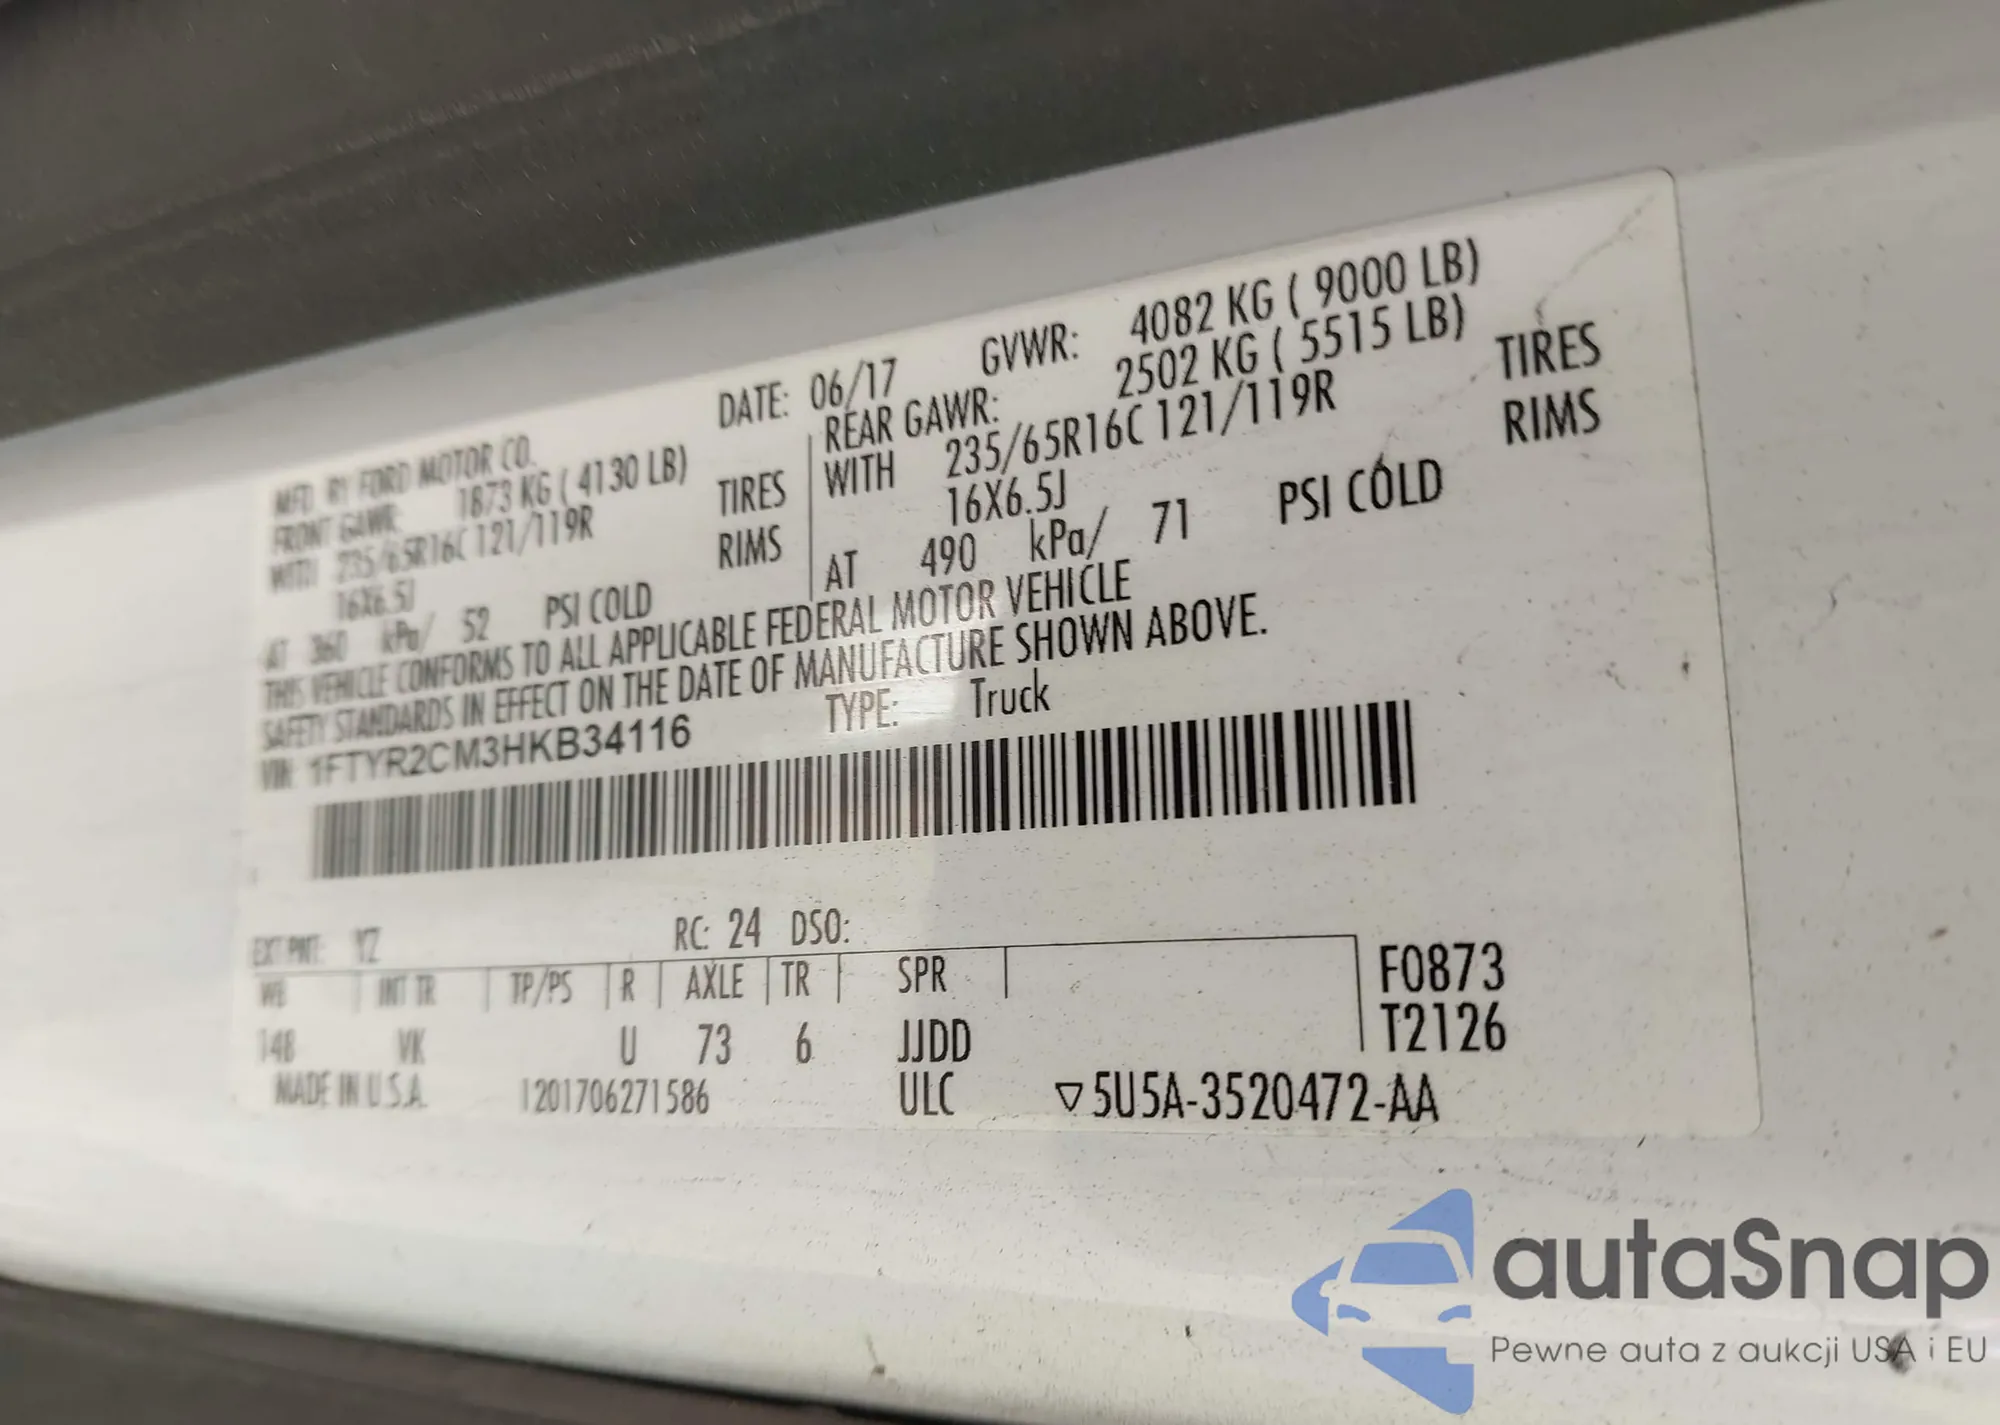 MFD. BY FORD MOTOR CO.
DATE: 06/17
GVWR: 4082 KG ( 9000 LB)
FRONT GAWR: 1873 KG ( 4130 LB)
REAR GAWR: 2502 KG ( 5515 LB)
WITH 235/65R16C 121/119R TIRES
WITH 235/65R16C 121/119R TIRES
16X6.5J RIMS
16X6.5J RIMS
AT 360 kPa/ 52 PSI COLD
AT 490 kPa/ 71 PSI COLD
THIS VEHICLE CONFORMS TO ALL APPLICABLE FEDERAL MOTOR VEHICLE
SAFETY STANDARDS IN EFFECT ON THE DATE OF MANUFACTURE SHOWN ABOVE.
VIN: 1FTYR2CM3HKB34116
TYPE: Truck
EXT PNT: YZ RC: 24 DSO:
WB INT TR TP/PS R AXLE TR SPR
F0873
148 VK U 73 6 JJDD
T2126
MADE IN U.S.A. 1201706271586 ULC ▽5U5A-3520472-AA
autaSnap
Pewne auta z aukcji USA i EU